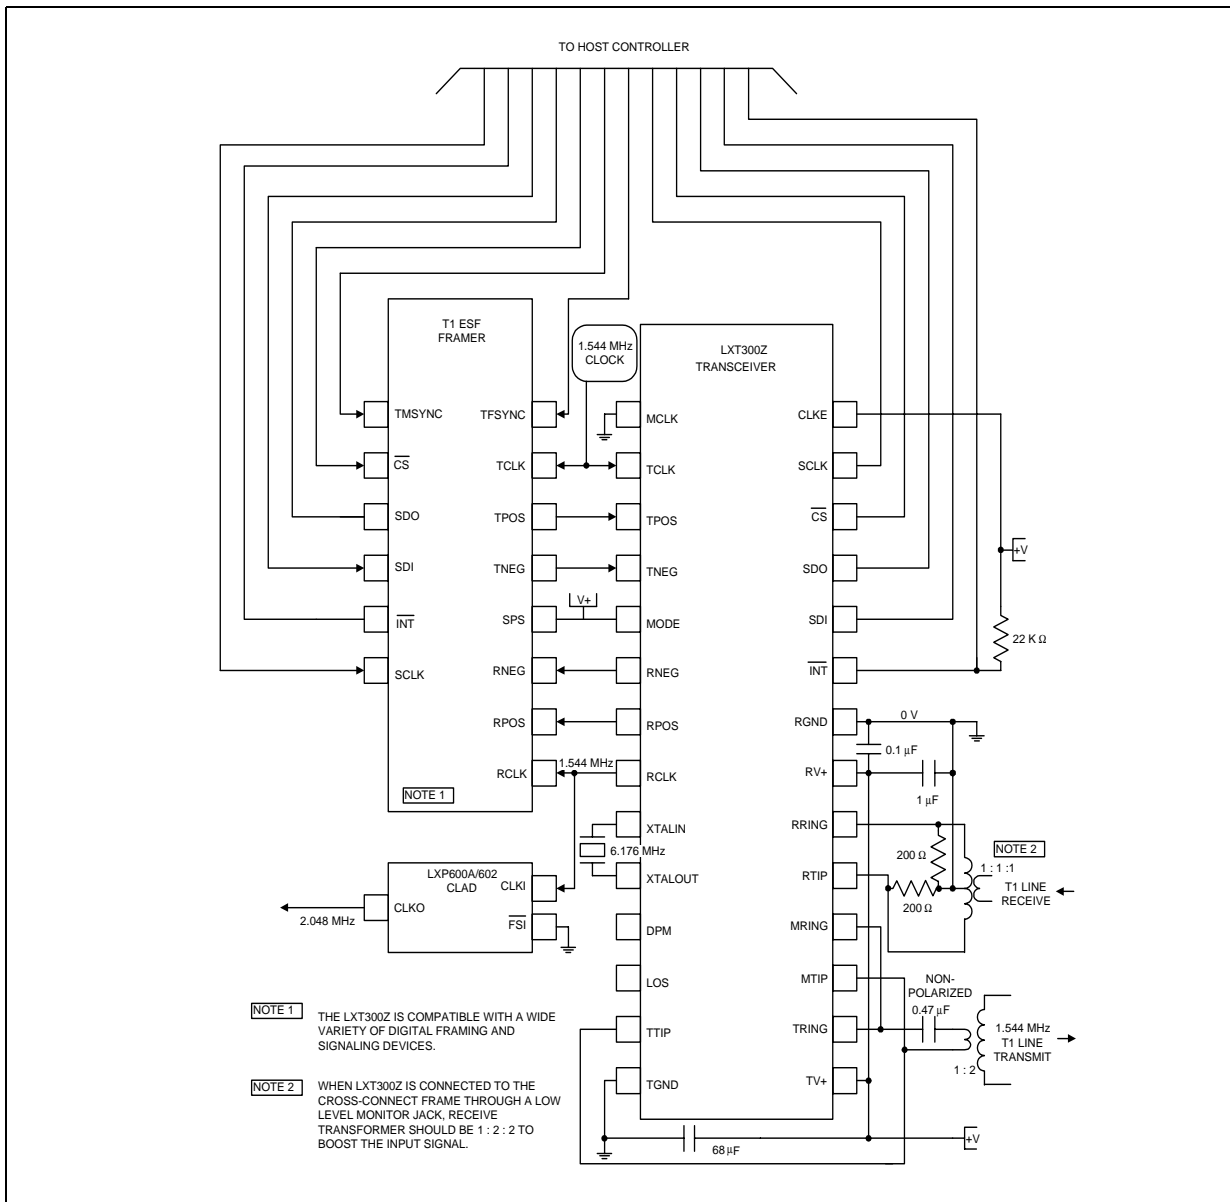 TO HOST CONTROLLER
T1 ESF
FRAMER
1.544 MHz
CLOCK
LXT300Z
TRANSCEIVER
TMSYNC
TFSYNC
MCLK
CLKE
CS
TCLK
TCLK
SCLK
SDO
TPOS
TPOS
CS
SDI
TNEG
TNEG
SDO
+V
V+
INT
SPS
MODE
SDI
22 K Ω
SCLK
RNEG
RNEG
INT
RPOS
RPOS
RGND
0 V
0.1 µF
RCLK
1.544 MHz
RCLK
RV+
1 µF
NOTE 1
XTALIN
RRING
6.176 MHz
200 Ω
NOTE 2
LXP600A/602
CLAD
CLKI
XTALOUT
RTIP
1 : 1 :1
T1 LINE
RECEIVE
CLKO
200 Ω
2.048 MHz
FSI
DPM
MRING
LOS
MTIP
NON-
POLARIZED
0.47 µF
NOTE 1
THE LXT300Z IS COMPATIBLE WITH A WIDE
VARIETY OF DIGITAL FRAMING AND
SIGNALING DEVICES.
TTIP
TRING
1.544 MHz
T1 LINE
TRANSMIT
1 : 2
TGND
TV+
NOTE 2
WHEN LXT300Z IS CONNECTED TO THE
CROSS-CONNECT FRAME THROUGH A LOW
LEVEL MONITOR JACK, RECEIVE
TRANSFORMER SHOULD BE 1 : 2 : 2 TO
BOOST THE INPUT SIGNAL.
68 µF
+V